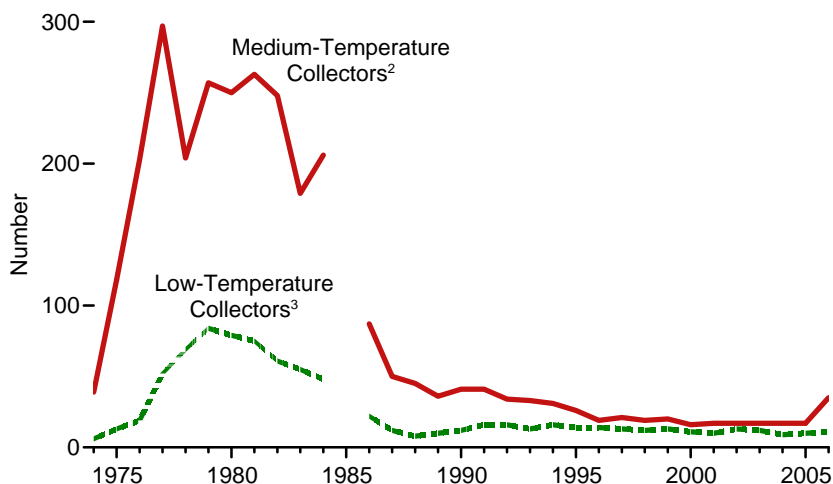 300
Medium-Temperature
Collectors²
200
Number
Low-Temperature
Collectors³
100
0
1975 1980 1985 1990 1995 2000 2005